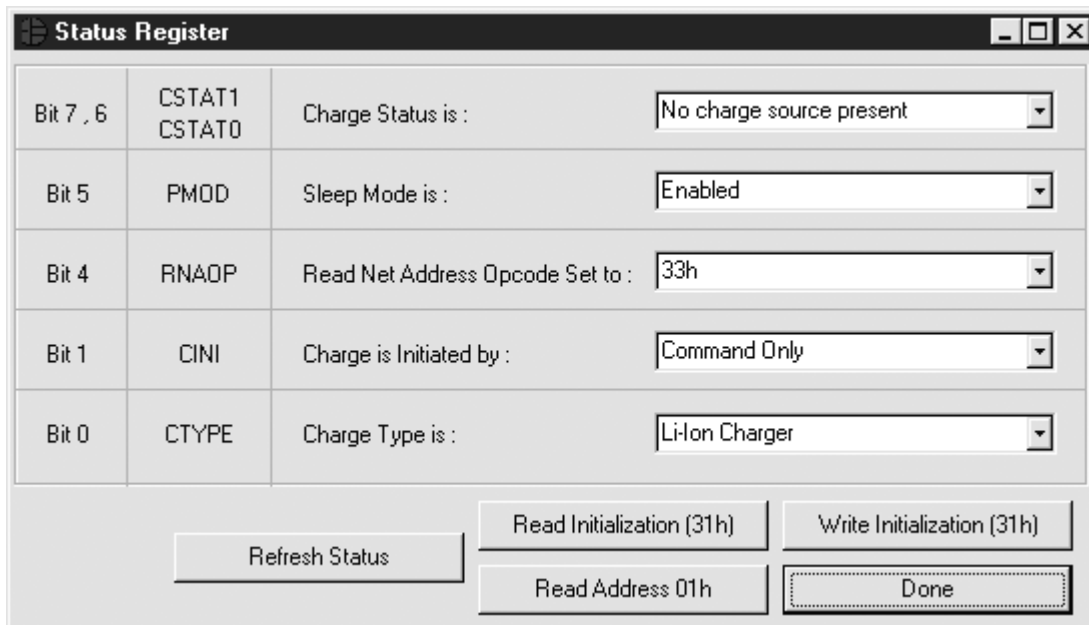 Status Register
Bit 7 , 6
CSTAT1
CSTAT0
Charge Status is :
No charge source present
Bit 5
PMOD
Sleep Mode is :
Enabled
Bit 4
RNAOP
Read Net Address Opcode Set to :
33h
Bit 1
CINI
Charge is Initiated by :
Command Only
Bit 0
CTYPE
Charge Type is :
Li-Ion Charger
Refresh Status
Read Initialization (31h)
Write Initialization (31h)
Read Address 01h
Done